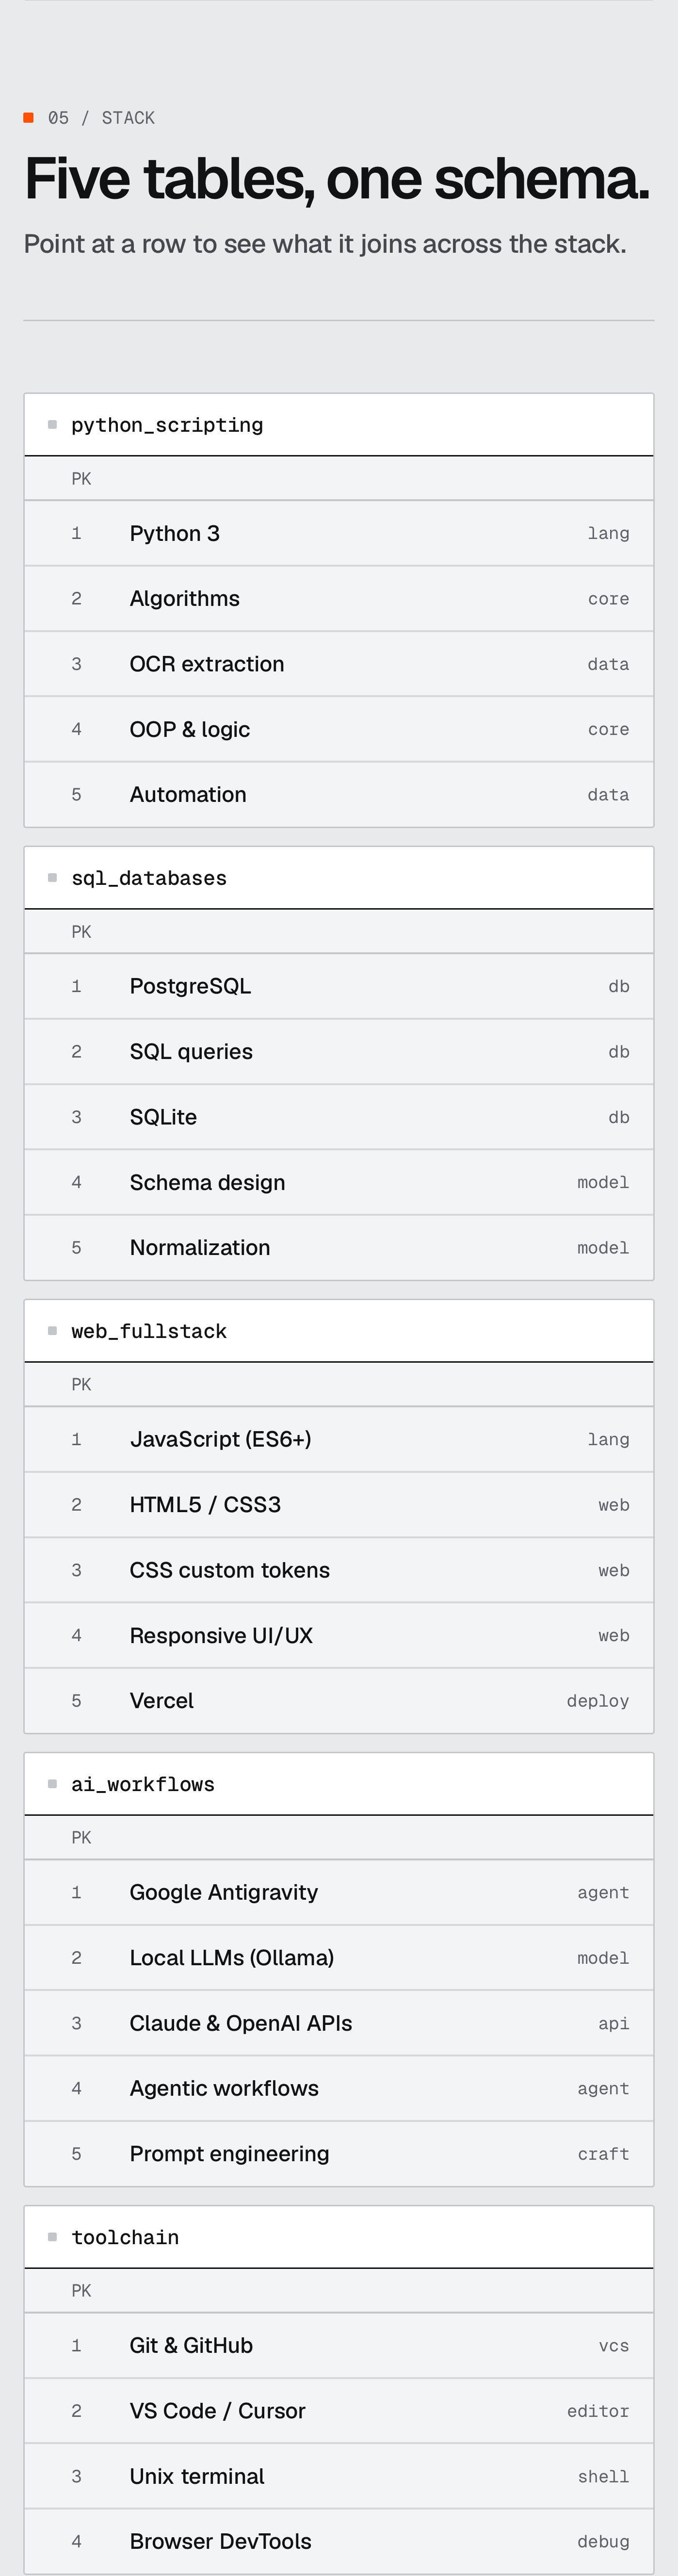 05 / STACK
Five tables, one schema.
Point at a row to see what it joins across the stack.
python_scripting
PK
1 Python 3 lang
2 Algorithms core
3 OCR extraction data
4 OOP & logic core
5 Automation data
sql_databases
PK
1 PostgreSQL db
2 SQL queries db
3 SQLite db
4 Schema design model
5 Normalization model
web_fullstack
PK
1 JavaScript (ES6+) lang
2 HTML5 / CSS3 web
3 CSS custom tokens web
4 Responsive UI/UX web
5 Vercel deploy
ai_workflows
PK
1 Google Antigravity agent
2 Local LLMs (Ollama) model
3 Claude & OpenAI APIs api
4 Agentic workflows agent
5 Prompt engineering craft
toolchain
PK
1 Git & GitHub vcs
2 VS Code / Cursor editor
3 Unix terminal shell
4 Browser DevTools debug